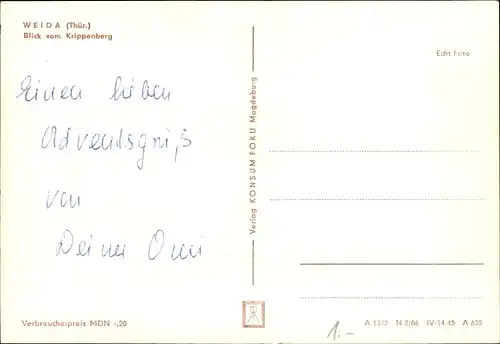 WEIDA (Thür.)
Blick vom Krippenberg
Echt Foto
Einen lieben
Adventsgruß
von
Deiner Omi
Verlag KONSUM FOKU Magdeburg
Verbraucherpreis MDN -,20
1.-
A 1342 N 2/66 IV-14-45 A 635